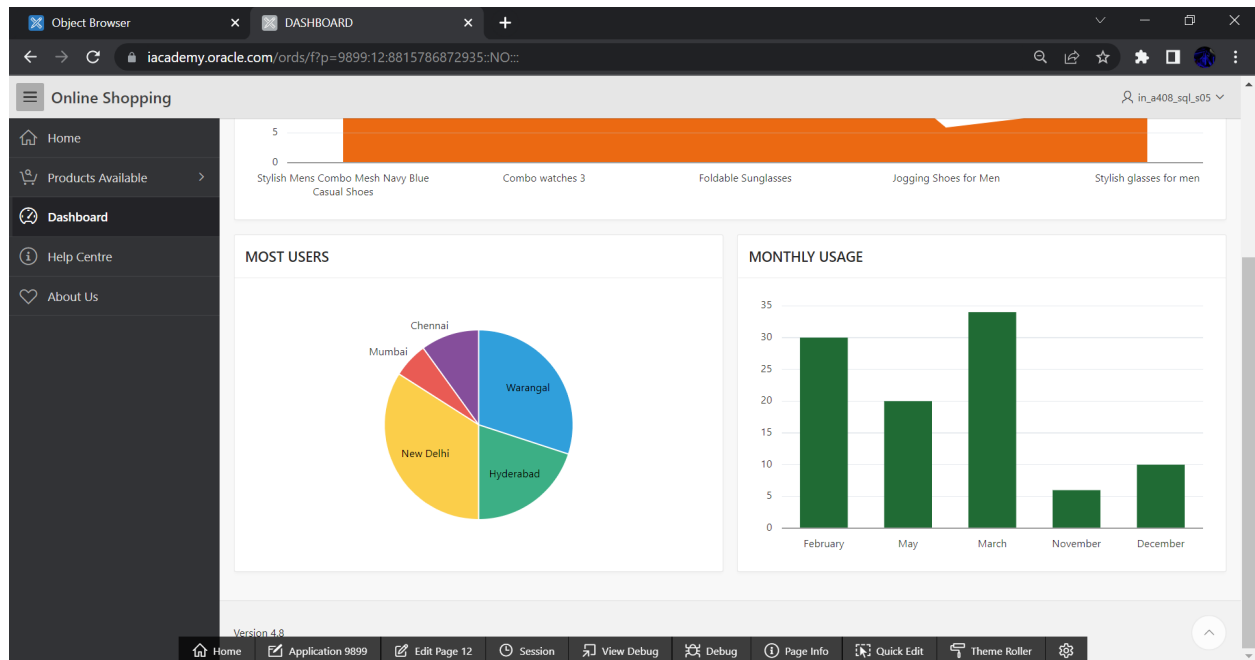 Object Browser
DASHBOARD
iacademy.oracle.com/ords/f?p=9899:12:8815786872935::NO:::
Online Shopping
in_a408_sql_s05
Home
Products Available
Dashboard
Help Centre
About Us
5
0
Stylish Mens Combo Mesh Navy Blue
Casual Shoes
Combo watches 3
Foldable Sunglasses
Jogging Shoes for Men
Stylish glasses for men
MOST USERS
Chennai
Mumbai
Warangal
New Delhi
Hyderabad
MONTHLY USAGE
35
30
25
20
15
10
5
0
February
May
March
November
December
Version 4.8
Home
Application 9899
Edit Page 12
Session
View Debug
Debug
Page Info
Quick Edit
Theme Roller